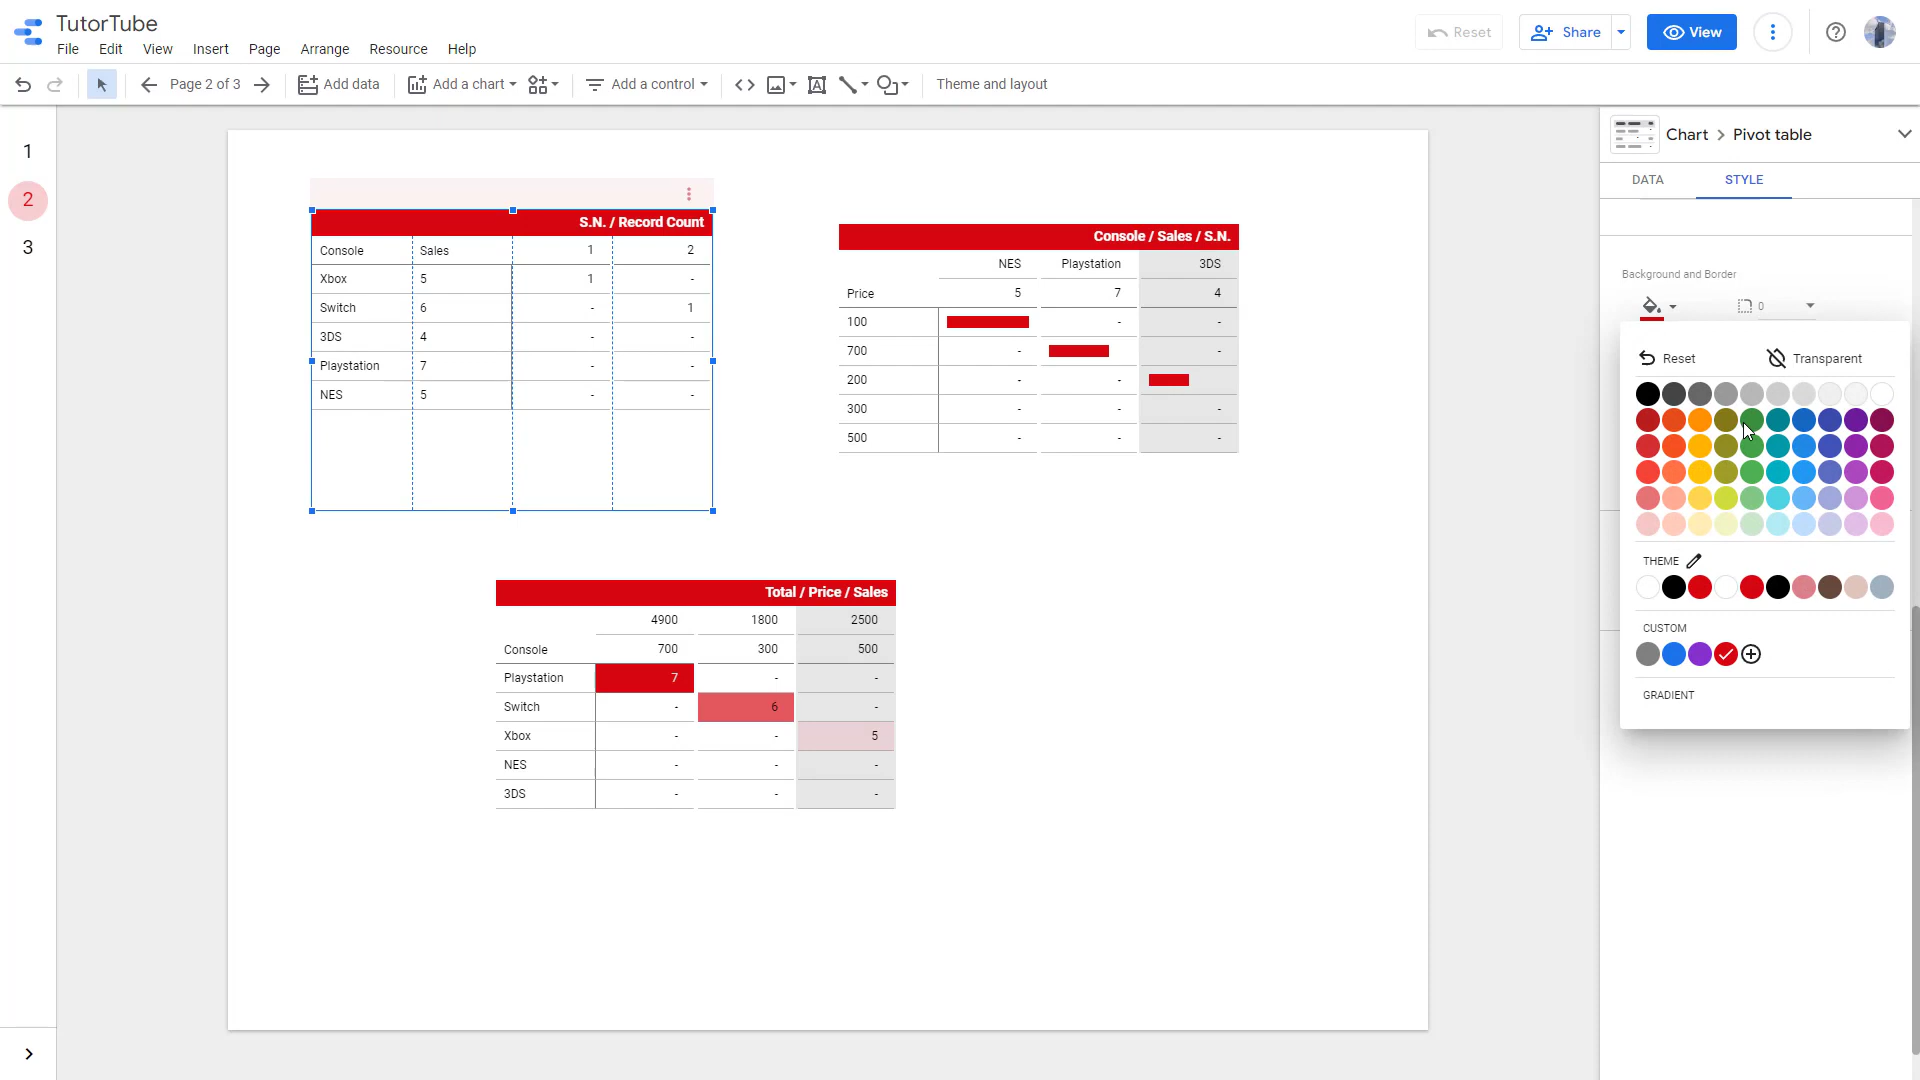 TutorTube
File Edit View Insert Page Arrange Resource Help
Reset Share View
Page 2 of 3 Add data Add a chart Add a control Theme and layout
1
2
3
Chart > Pivot table
DATA STYLE
Background and Border
0
Reset Transparent
THEME
CUSTOM
GRADIENT
S.N. / Record Count
Console Sales 1 2
Xbox 5 1 -
Switch 6 - 1
3DS 4 - -
Playstation 7 - -
NES 5 - -
Console / Sales / S.N.
NES Playstation 3DS
Price 5 7 4
100 - -
700 - -
200 - -
300 - - -
500 - - -
Total / Price / Sales
4900 1800 2500
Console 700 300 500
Playstation 7 - -
Switch - 6 -
Xbox - - 5
NES - - -
3DS - - -